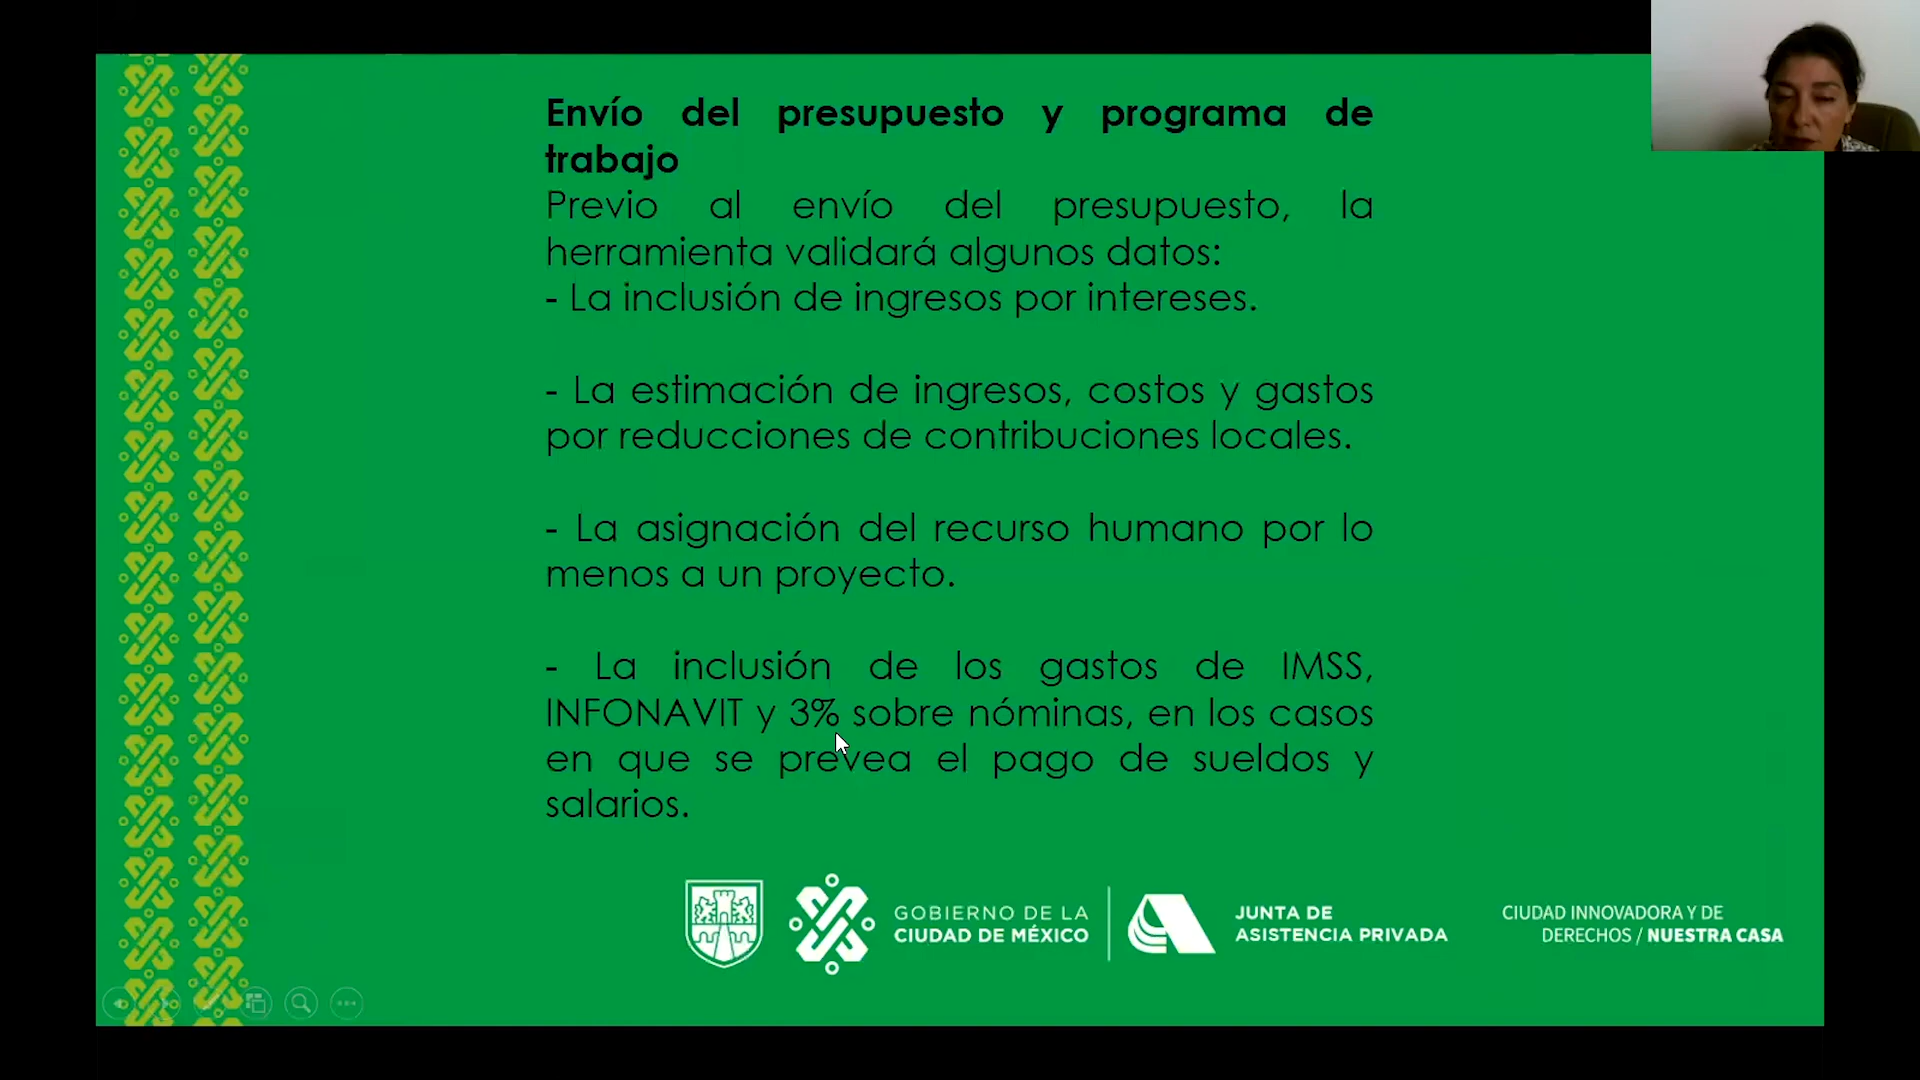 Envío del presupuesto y programa de
trabajo
Previo al envío del presupuesto, la
herramienta validará algunos datos:
- La inclusión de ingresos por intereses.
- La estimación de ingresos, costos y gastos
por reducciones de contribuciones locales.
- La asignación del recurso humano por lo
menos a un proyecto.
- La inclusión de los gastos de IMSS,
INFONAVIT y 3% sobre nóminas, en los casos
en que se prevea el pago de sueldos y
salarios.
GOBIERNO DE LA
CIUDAD DE MÉXICO
JUNTA DE
ASISTENCIA PRIVADA
CIUDAD INNOVADORA Y DE
DERECHOS / NUESTRA CASA